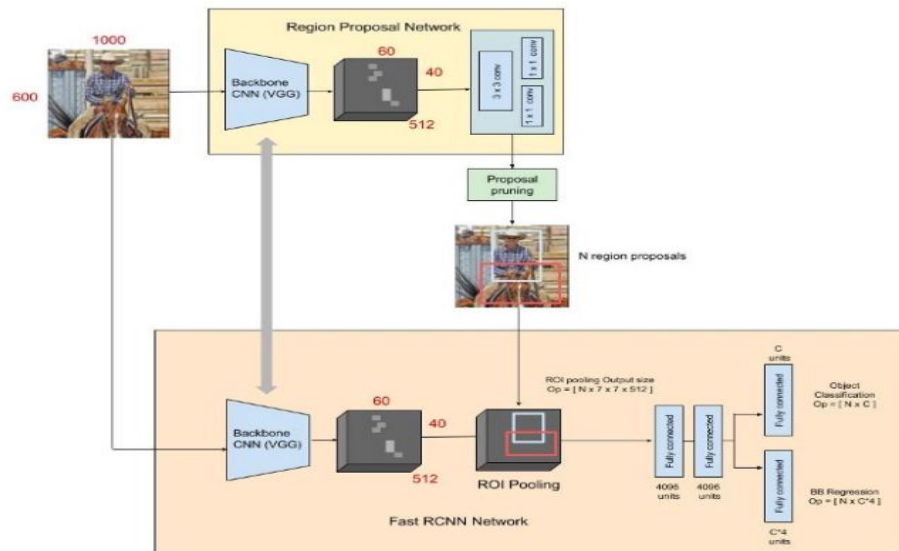 Region Proposal Network
1000
600
Backbone
CNN (VGG)
60
40
512
3 x 3 conv
1 x 1 conv
1 x 1 conv
Proposal
pruning
N region proposals
ROI pooling Output size
Op = [ N x 7 x 7 x 512 ]
C
units
Fully connected
Object
Classification
Op = [ N x C ]
Backbone
CNN (VGG)
60
40
512
ROI Pooling
Fully connected
Fully connected
4096
units
4096
units
Fully connected
BB Regression
Op = [ N x C*4 ]
C*4
units
Fast RCNN Network